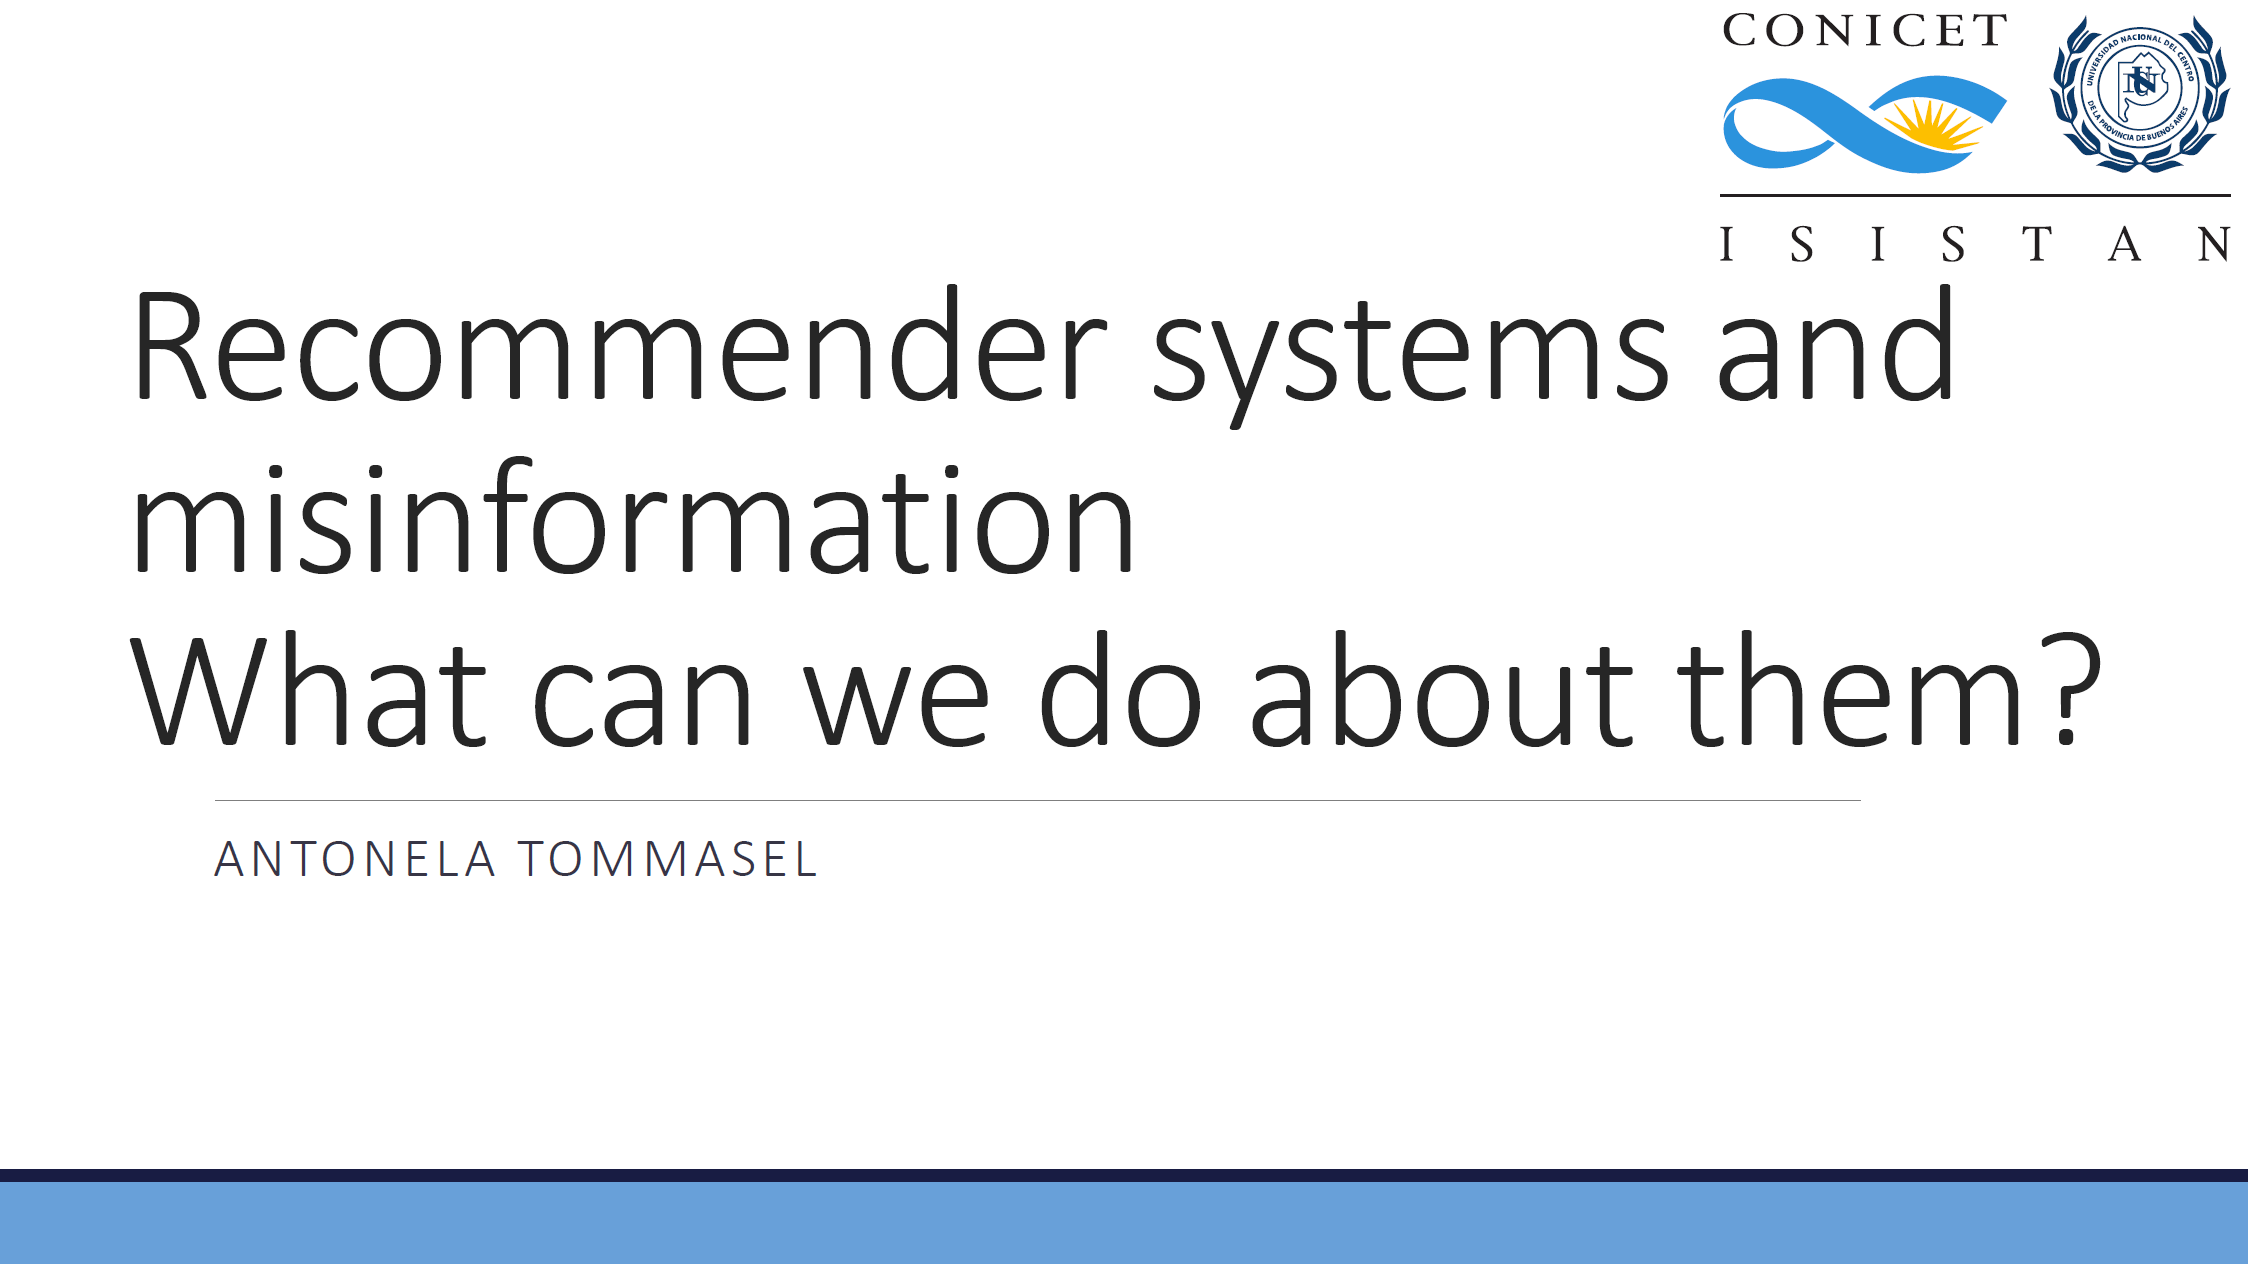 CONICET
UNIVERSIDAD NACIONAL DEL CENTRO
DE LA PROVINCIA DE BUENOS AIRES
ISISTAN
Recommender systems and
misinformation
What can we do about them?
ANTONELA TOMMASEL